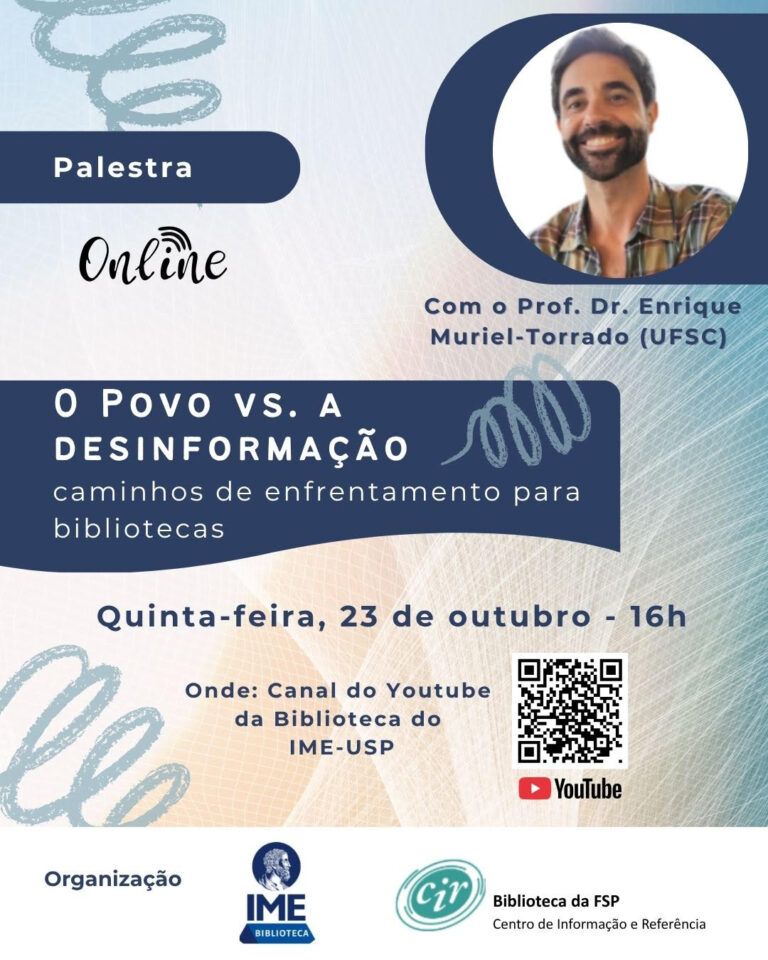 Palestra
Online
Com o Prof. Dr. Enrique
Muriel-Torrado (UFSC)
O Povo vs. a
desinformação
caminhos de enfrentamento para
bibliotecas
Quinta-feira, 23 de outubro - 16h
Onde: Canal do Youtube
da Biblioteca do
IME-USP
YouTube
Organização
IME
BIBLIOTECA
cir
Biblioteca da FSP
Centro de Informação e Referência